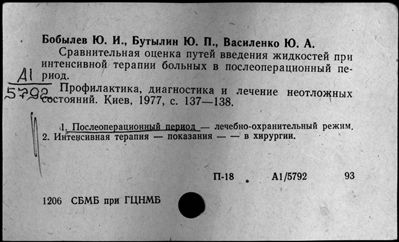 Бобылев Ю. И., Бутылин Ю. П., Василенко Ю. А.
Сравнительная оценка путей введения жидкостей при
интенсивной терапии больных в послеоперационный пе-
риод.
А1
5792
Профилактика, диагностика и лечение неотложных
состояний. Киев, 1977, с. 137—138.
1. Послеоперационный период — лечебно-охранительный режим.
2. Интенсивная терапия — показания — — в хирургии.
П-18 А1/5792 93
1206 СБМБ при ГЦНМБ